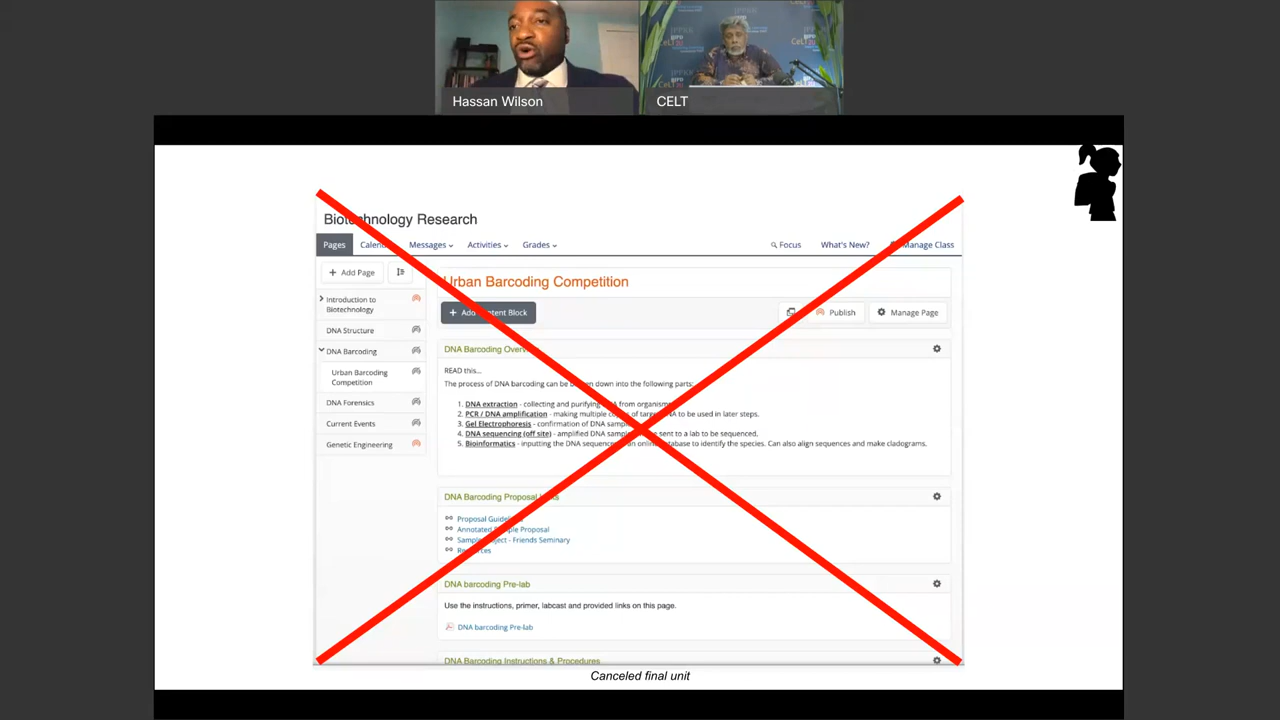 JPPKK
CeLT
JPPKK
CeLT
Hassan Wilson
CELT
Biotechnology Research
Pages
Messages
Activities
Grades
Focus
What's New?
Manage Class
Add Page
Urban Barcoding Competition
Introduction to
Biotechnology
Publish
Manage Page
DNA Structure
DNA Barcoding
DNA Barcoding
READ this...
Urban Barcoding
Competition
The process of DNA barcoding can be down into the following parts:
DNA Forensics
1. DNA extraction - collecting and purifying from organisms
2. PCR / DNA amplification - making multiple of target to be used in later steps.
Current Events
3. Gel Electrophoresis - confirmation of DNA
4. DNA sequencing (off site) - amplified DNA sent to a lab to be sequenced.
Genetic Engineering
5. Bioinformatics - inputting the DNA online database to identify the species. Can also align sequences and make cladograms.
DNA Barcoding Proposal
Proposal
Annotated Proposal
Friends Seminary
DNA barcoding Pre-lab
Use the instructions, primer, labcast and provided links on this page.
DNA barcoding Pre-lab
DNA Barcoding Instructions & Procedures
Canceled final unit